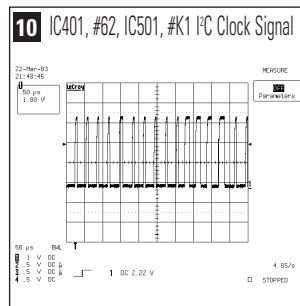 10 IC401, #62, IC501, #K1 I²C Clock Signal
22-Mar-03
21:48:45
1
50 µs
1.00 V
LeCroy
MEASURE
OFF
Parameters
1
50 µs BWL
1 .1 V DC
2 .5 V DC
3 .5 V DC
4 .5 V DC
1 DC 2.22 V
4 GS/s
STOPPED